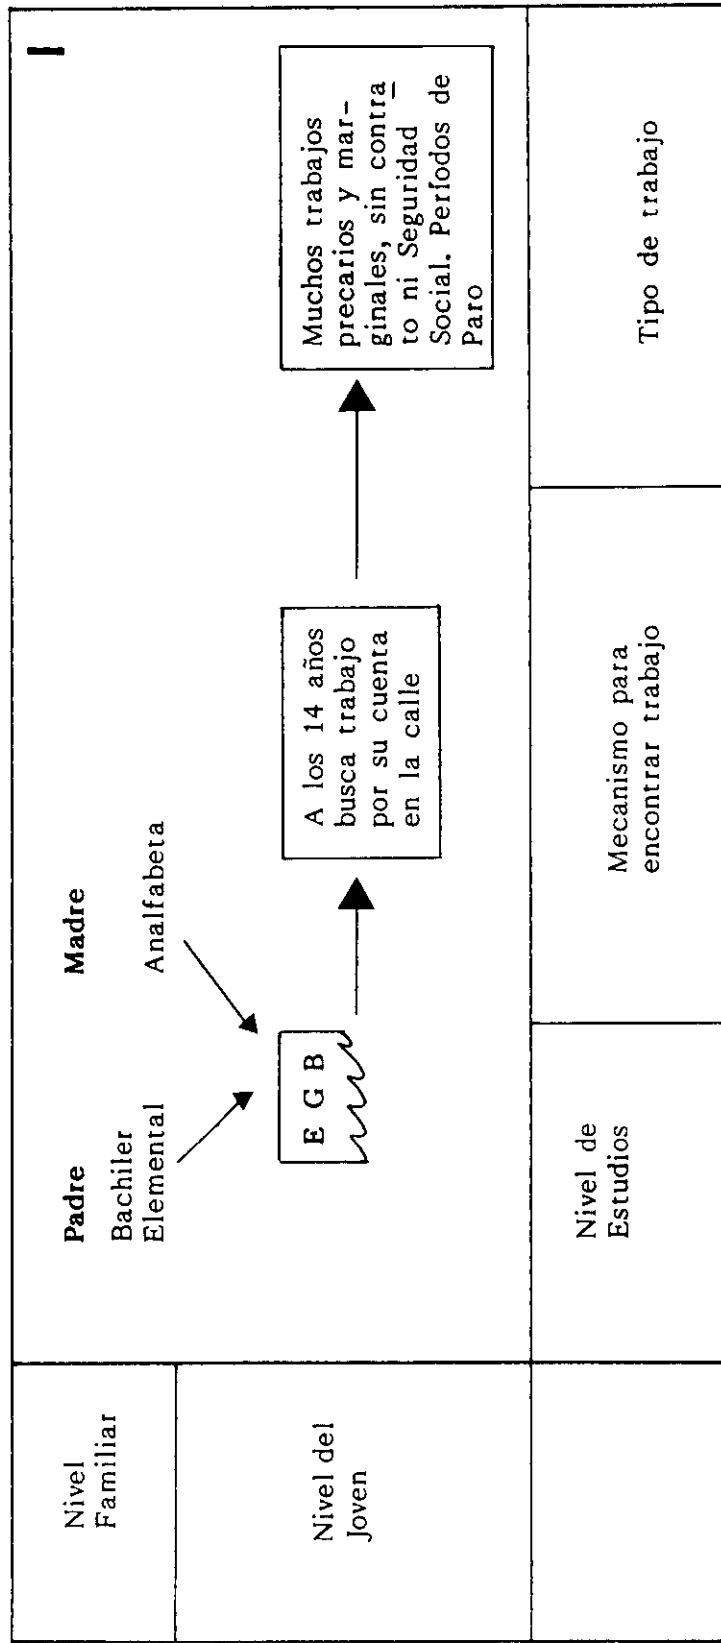 I
Nivel
Familiar
Padre
Bachiler
Elemental
Madre
Analfabeta
Nivel del
Joven
E G B
A los 14 años
busca trabajo
por su cuenta
en la calle
Muchos trabajos
precarios y mar-
ginales, sin contra
to ni Seguridad
Social. Períodos de
Paro
Nivel de
Estudios
Mecanismo para
encontrar trabajo
Tipo de trabajo